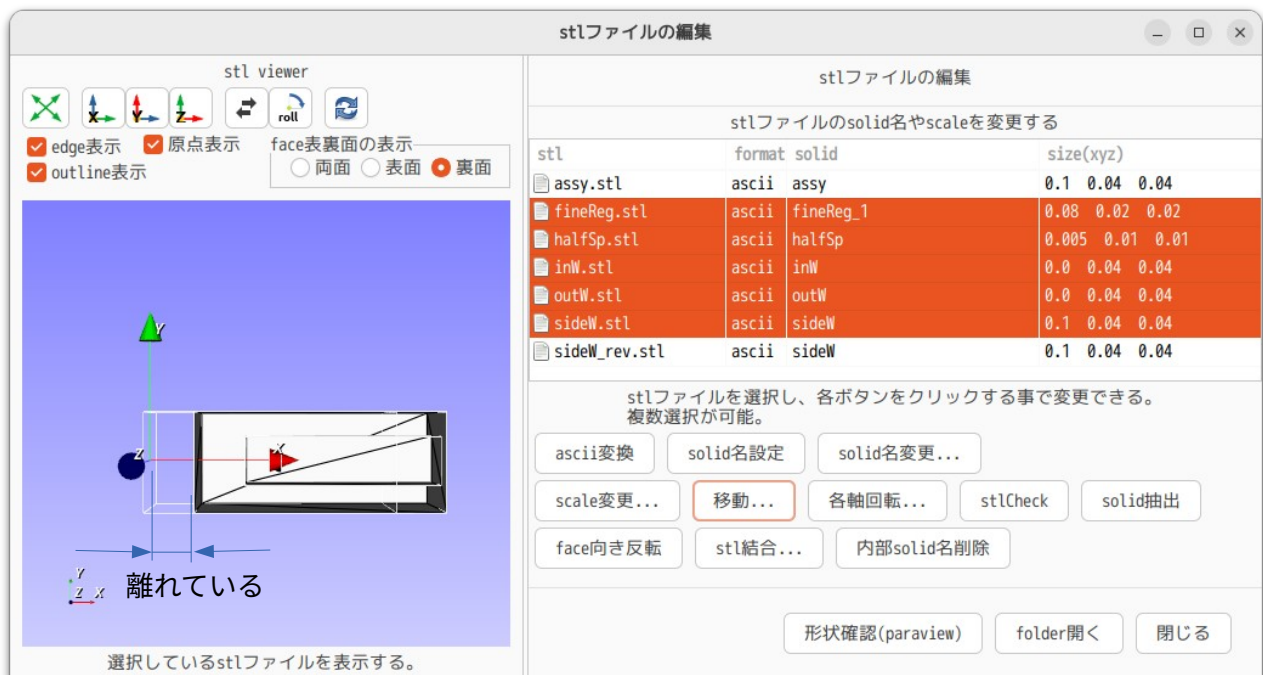 stlファイルの編集
stl viewer
X Y Z roll
edge表示 原点表示
outline表示
face表裏面の表示
両面 表面 裏面
Y
Z
X
離れている
Y
Z X
選択しているstlファイルを表示する。
stlファイルの編集
stlファイルのsolid名やscaleを変更する
stl format solid size(xyz)
assy.stl ascii assy 0.1 0.04 0.04
fineReg.stl ascii fineReg_1 0.08 0.02 0.02
halfSp.stl ascii halfSp 0.005 0.01 0.01
inW.stl ascii inW 0.0 0.04 0.04
outW.stl ascii outW 0.0 0.04 0.04
sideW.stl ascii sideW 0.1 0.04 0.04
sideW_rev.stl ascii sideW 0.1 0.04 0.04
stlファイルを選択し、各ボタンをクリックする事で変更できる。
複数選択が可能。
ascii変換 solid名設定 solid名変更...
scale変更... 移動... 各軸回転... stlCheck solid抽出
face向き反転 stl結合... 内部solid名削除
形状確認(paraview) folder開く 閉じる